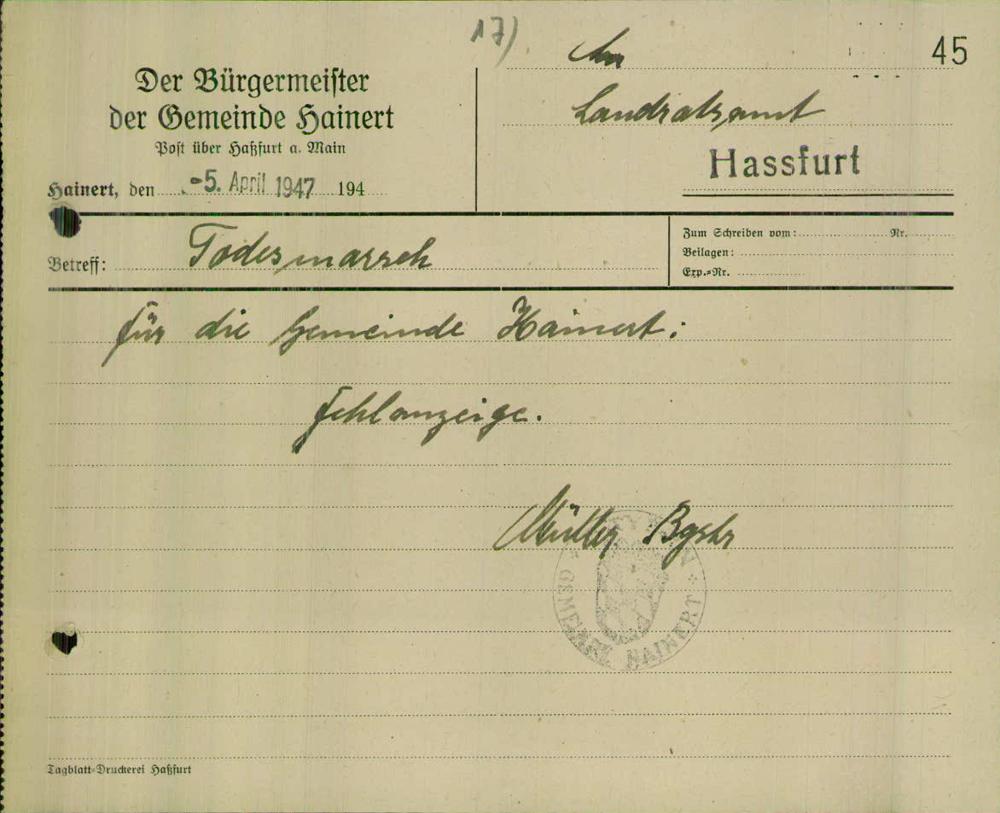 17)
45
Der Bürgermeister
der Gemeinde Hainert
Post über Haßfurt a. Main
Hainert, den -5. April 1947 194
An
Landratsamt
Hassfurt
Betreff: Todesmarsch
Zum Schreiben vom: Nr.
Beilagen:
Exp.-Nr.
für die Gemeinde Hainert:
Fehlanzeige.
Müller Bgstr
BAYERN
GEMEINDE HAINERT
Tagblatt-Druckerei Haßfurt